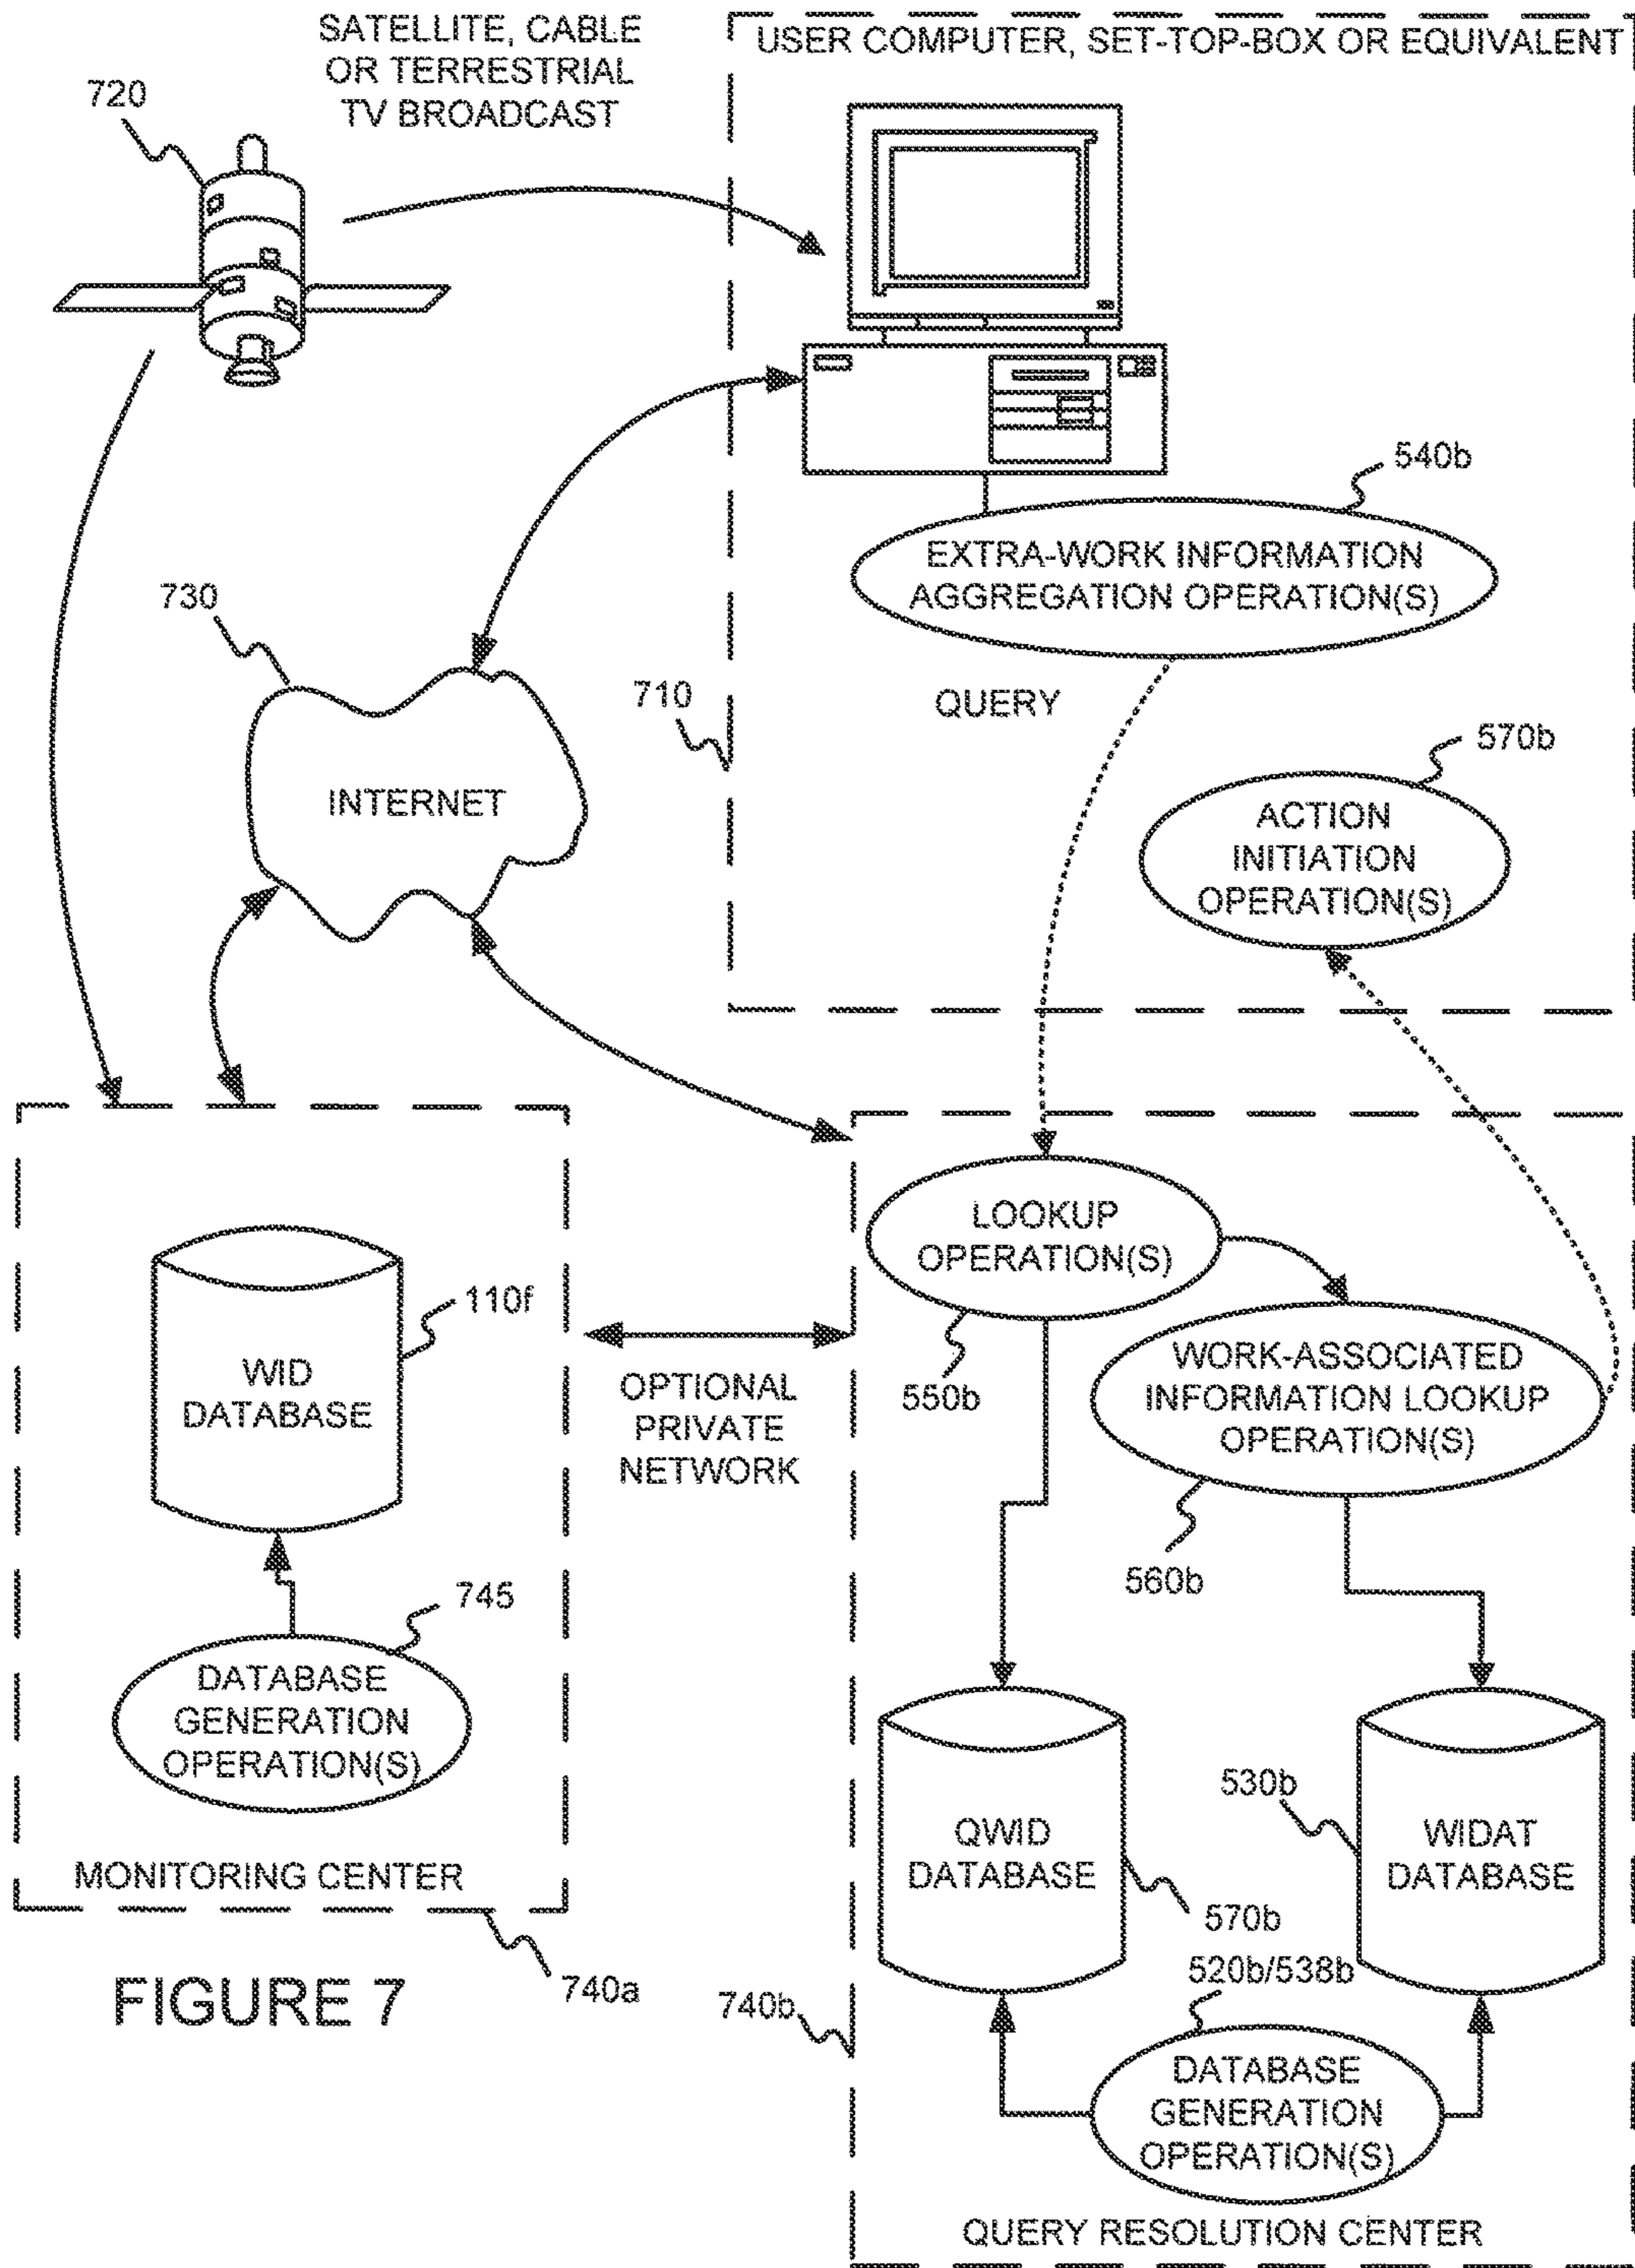 SATELLITE, CABLE
OR TERRESTRIAL
TV BROADCAST
720
USER COMPUTER, SET-TOP-BOX OR EQUIVALENT
540b
EXTRA-WORK INFORMATION
AGGREGATION OPERATION(S)
730
710
QUERY
570b
INTERNET
ACTION
INITIATION
OPERATION(S)
LOOKUP
OPERATION(S)
110f
WID
DATABASE
OPTIONAL
PRIVATE
NETWORK
550b
WORK-ASSOCIATED
INFORMATION LOOKUP
OPERATION(S)
560b
745
DATABASE
GENERATION
OPERATION(S)
MONITORING CENTER
740a
530b
QWID
DATABASE
WIDAT
DATABASE
570b
520b/538b
740b
DATABASE
GENERATION
OPERATION(S)
QUERY RESOLUTION CENTER
FIGURE 7